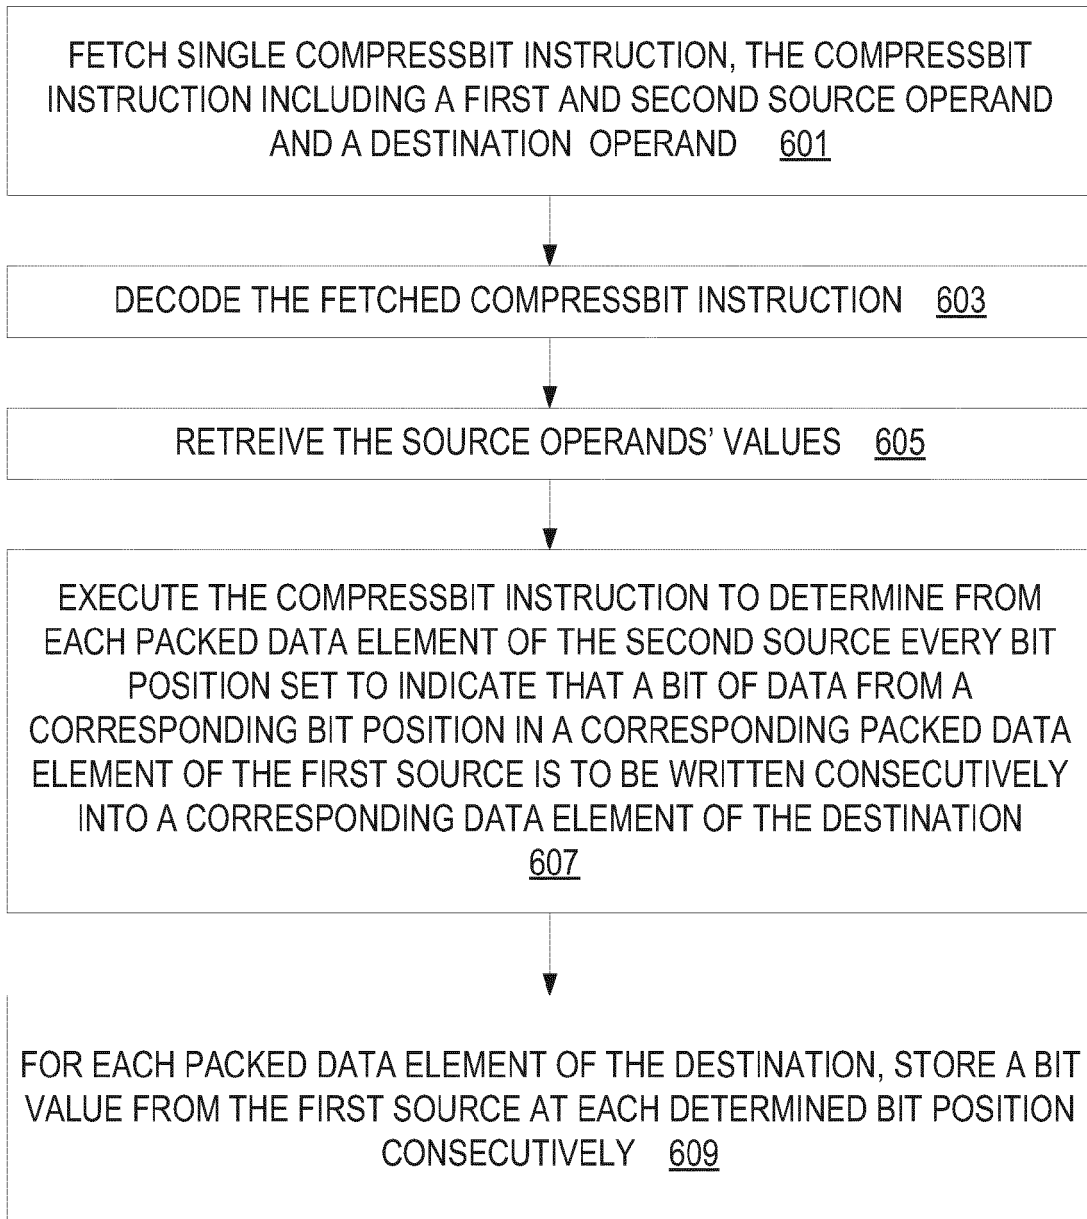 FETCH SINGLE COMPRESSBIT INSTRUCTION, THE COMPRESSBIT
INSTRUCTION INCLUDING A FIRST AND SECOND SOURCE OPERAND
AND A DESTINATION OPERAND 601
DECODE THE FETCHED COMPRESSBIT INSTRUCTION 603
RETREIVE THE SOURCE OPERANDS’ VALUES 605
EXECUTE THE COMPRESSBIT INSTRUCTION TO DETERMINE FROM
EACH PACKED DATA ELEMENT OF THE SECOND SOURCE EVERY BIT
POSITION SET TO INDICATE THAT A BIT OF DATA FROM A
CORRESPONDING BIT POSITION IN A CORRESPONDING PACKED DATA
ELEMENT OF THE FIRST SOURCE IS TO BE WRITTEN CONSECUTIVELY
INTO A CORRESPONDING DATA ELEMENT OF THE DESTINATION
607
FOR EACH PACKED DATA ELEMENT OF THE DESTINATION, STORE A BIT
VALUE FROM THE FIRST SOURCE AT EACH DETERMINED BIT POSITION
CONSECUTIVELY 609